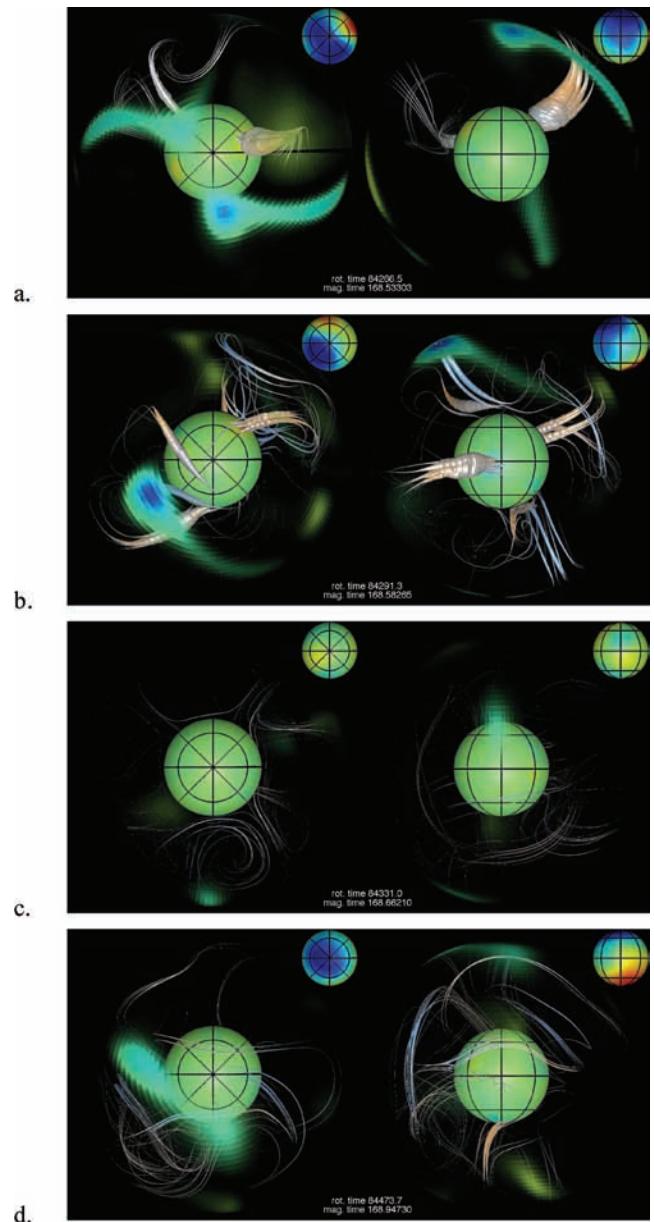 rot. time 84206.5
mag. time 168.53303
a.
rot. time 84291.3
mag. time 168.58265
b.
rot. time 84331.0
mag. time 168.66210
c.
rot. time 84473.7
mag. time 168.94730
d.